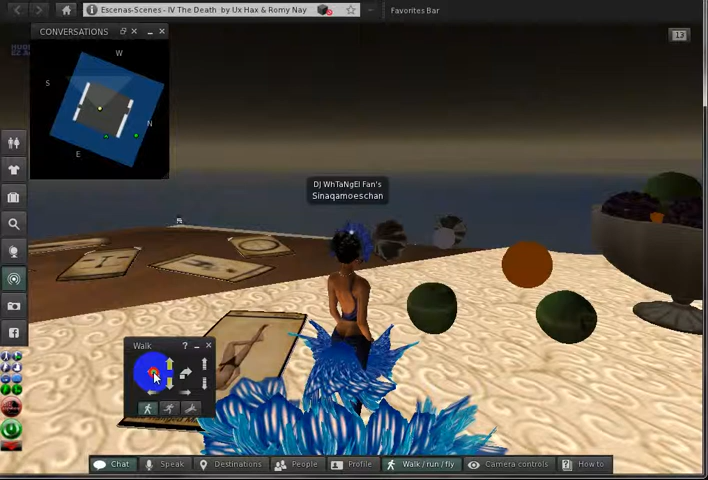 Escenas-Scenes - IV The Death by Ux Hax & Romy Nay
Favorites Bar
CONVERSATIONS
13
W
S
N
E
DJ WhTaNgEl Fan's
Sinaqamoeschan
Walk
?
Chat
Speak
Destinations
People
Profile
Walk / run / fly
Camera controls
How to